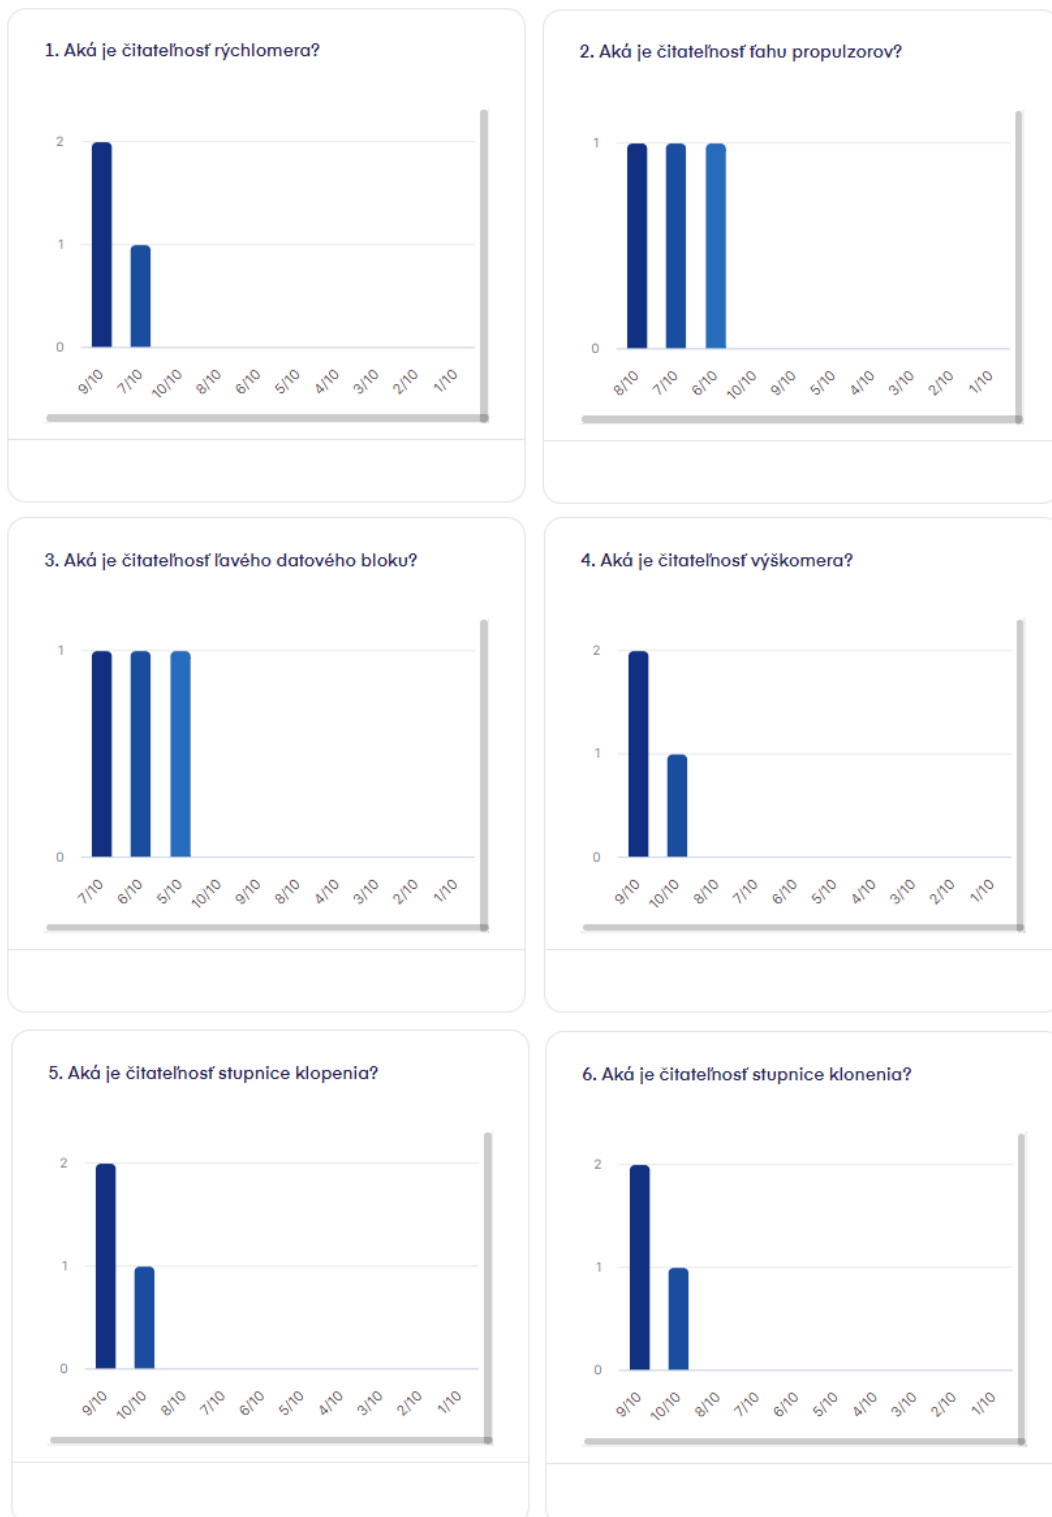 1. Aká je čitateľnosť rýchlomera?
2
1
0
9/10 7/10 10/10 8/10 6/10 5/10 4/10 3/10 2/10 1/10
2. Aká je čitateľnosť ťahu propulzorov?
1
0
8/10 7/10 6/10 10/10 9/10 5/10 4/10 3/10 2/10 1/10
3. Aká je čitateľnosť ľavého datového bloku?
1
0
7/10 6/10 5/10 10/10 9/10 8/10 4/10 3/10 2/10 1/10
4. Aká je čitateľnosť výškomera?
2
1
0
9/10 10/10 8/10 7/10 6/10 5/10 4/10 3/10 2/10 1/10
5. Aká je čitateľnosť stupnice klopenia?
2
1
0
9/10 10/10 8/10 7/10 6/10 5/10 4/10 3/10 2/10 1/10
6. Aká je čitateľnosť stupnice klonenia?
2
1
0
9/10 10/10 8/10 7/10 6/10 5/10 4/10 3/10 2/10 1/10